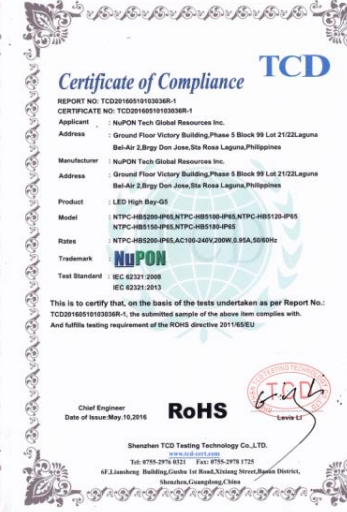 TCD
Certificate of Compliance
REPORT NO: TCD20160510103036R-1
CERTIFICATE NO: TCD20160510103036R-1
Applicant : NuPON Tech Global Resources Inc.
Address : Ground Floor Victory Building,Phase 5 Block 99 Lot 21/22Laguna
Bel-Air 2,Brgy Don Jose,Sta Rosa Laguna,Philippines
Manufacturer : NuPON Tech Global Resources Inc.
Address : Ground Floor Victory Building,Phase 5 Block 99 Lot 21/22Laguna
Bel-Air 2,Brgy Don Jose,Sta Rosa Laguna,Philippines
Product : LED High Bay-G5
Model : NTPC-HB5200-IP65,NTPC-HB5100-IP65,NTPC-HB5120-IP65
NTPC-HB5150-IP65,NTPC-HB5180-IP65
Rates : NTPC-HB5200-IP65,AC100-240V,200W,0.95A,50/60Hz
Trademark : NUPON
Test Standard : IEC 62321:2008
IEC 62321:2013
This is to certify that, on the basis of the tests undertaken as per Report No.:
TCD20160510103036R-1, the submitted sample of the above item complies with.
And fulfills testing requirement of the ROHS directive 2011/65/EU
Chief Engineer
Date of Issue:May.10,2016
RoHS
TCD
Levis Li
Shenzhen TCD Testing Technology Co.,LTD.
www.tcd-cert.com
Tel: 0755-2976 0321 Fax: 0755-2978 1725
6F,Liansheng Building,Gushu 1st Road,Xixiang Street,Baoan District,
Shenzhen,Guangdong,China